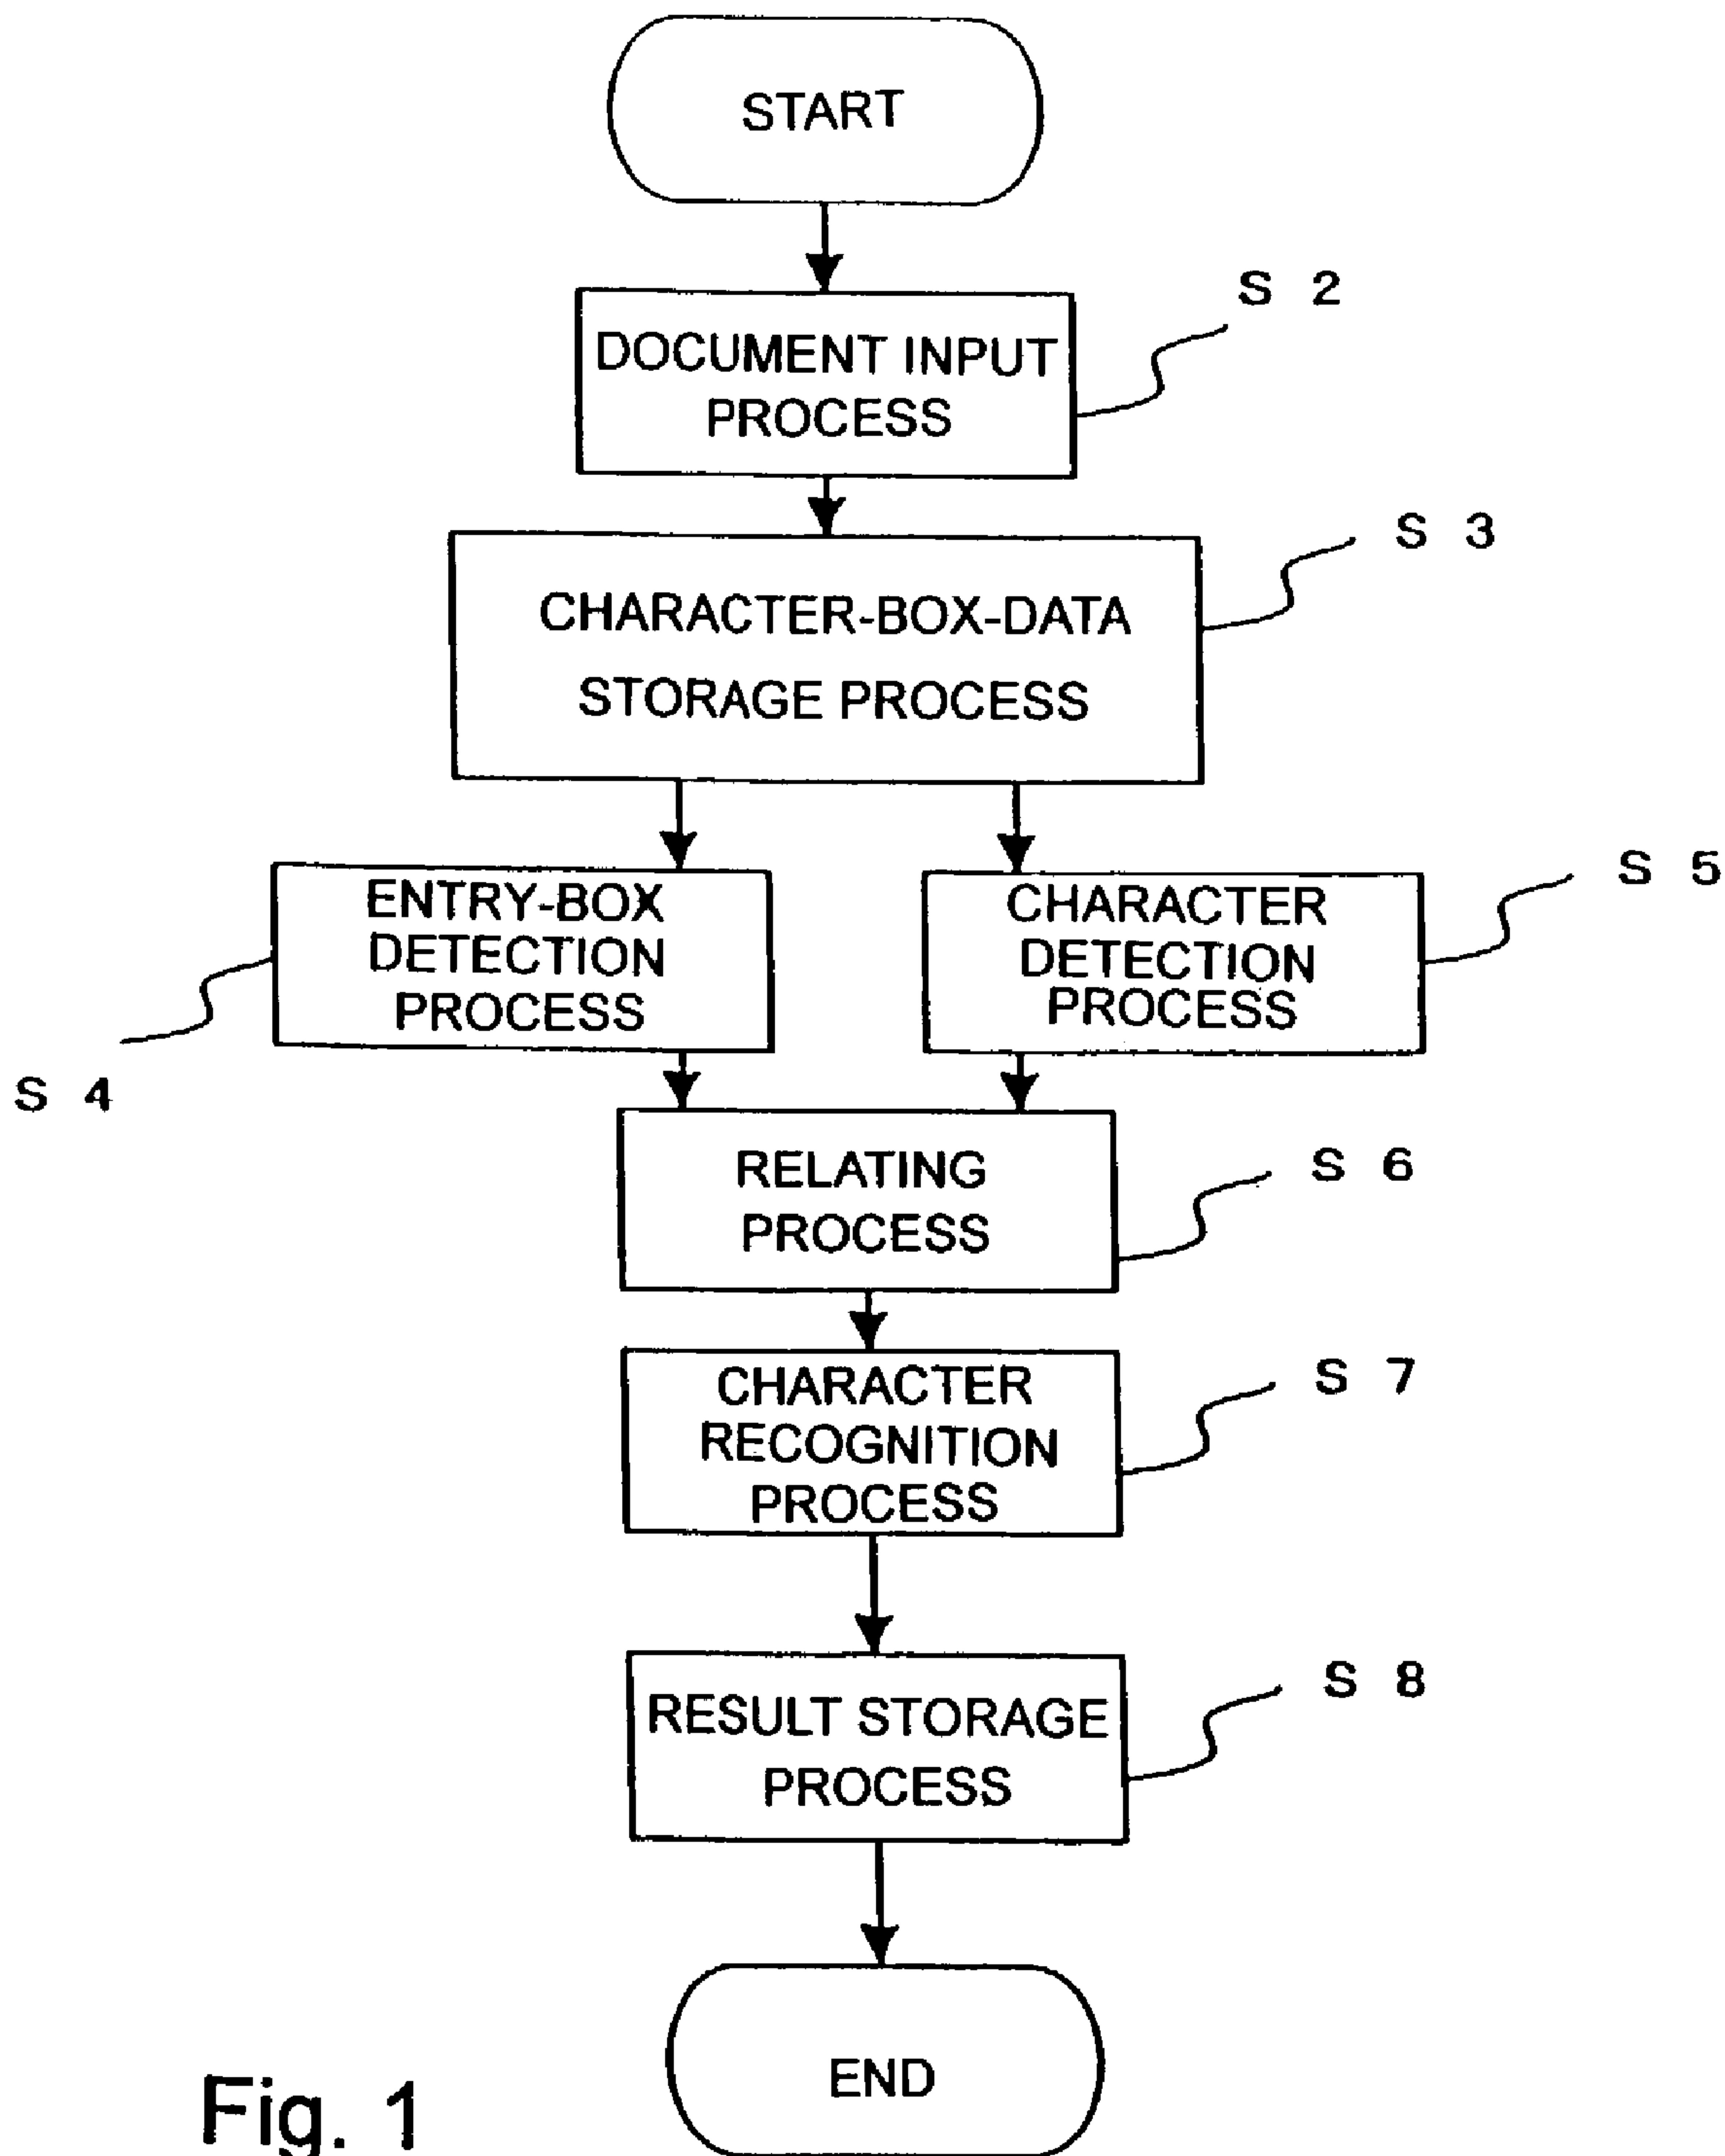 START
S 2
DOCUMENT INPUT
PROCESS
S 3
CHARACTER-BOX-DATA
STORAGE PROCESS
ENTRY-BOX
DETECTION
PROCESS
S 4
CHARACTER
DETECTION
PROCESS
S 5
RELATING
PROCESS
S 6
CHARACTER
RECOGNITION
PROCESS
S 7
RESULT STORAGE
PROCESS
S 8
END
Fig. 1